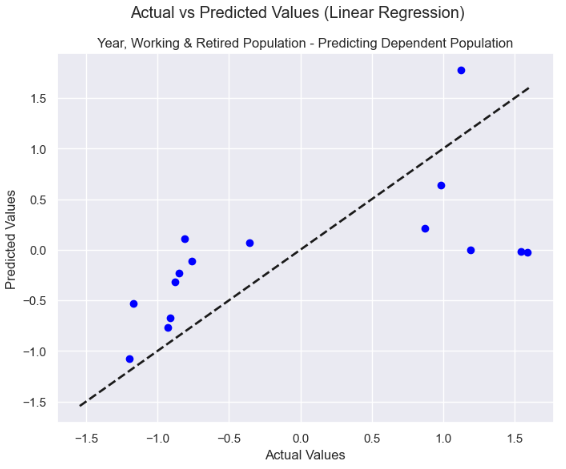 Actual vs Predicted Values (Linear Regression)
Year, Working & Retired Population - Predicting Dependent Population
1.5
1.0
0.5
0.0
−0.5
−1.0
−1.5
Predicted Values
−1.5 −1.0 −0.5 0.0 0.5 1.0 1.5
Actual Values